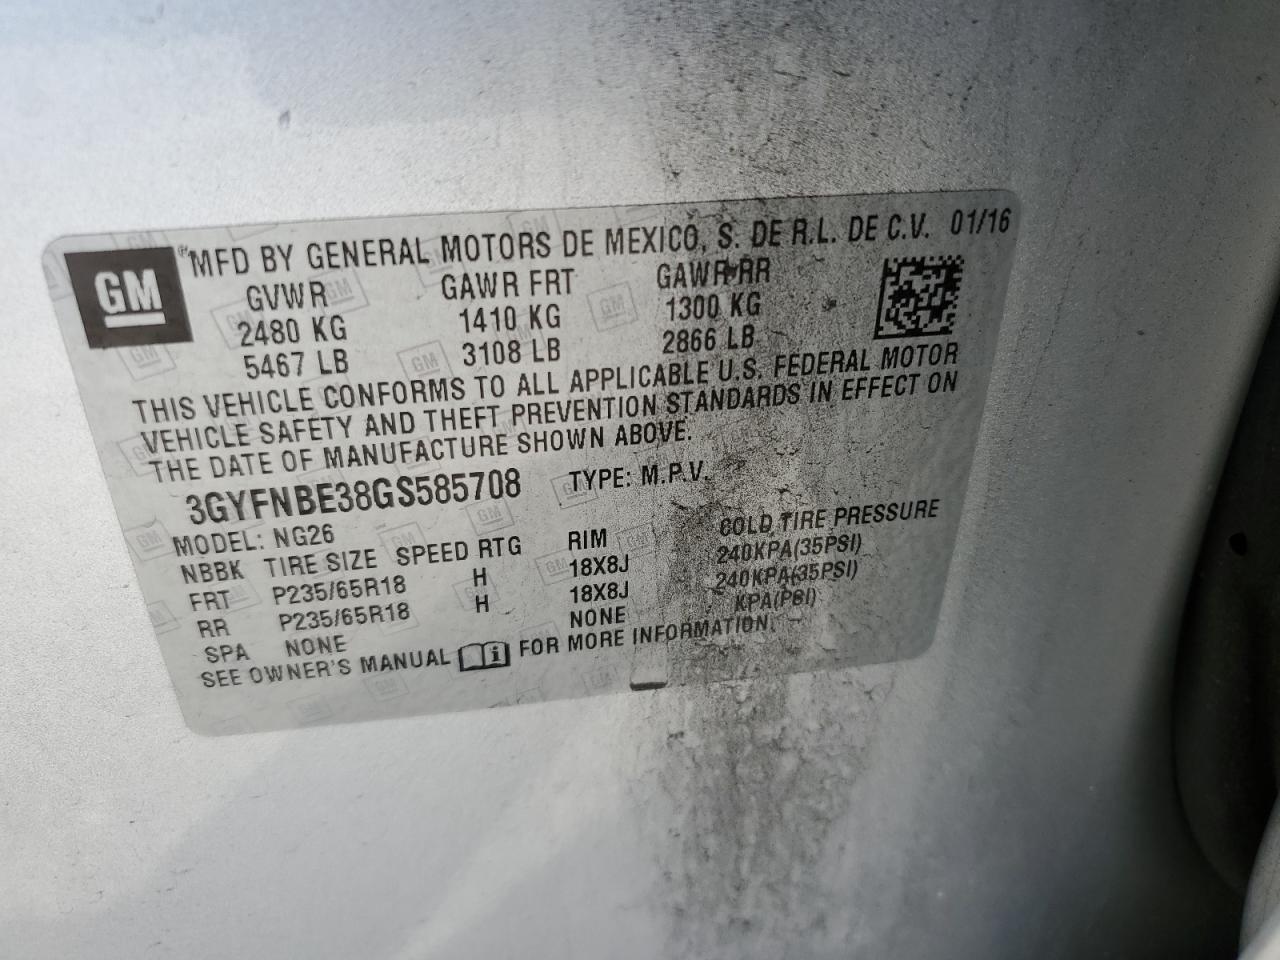 GM
MFD BY GENERAL MOTORS DE MEXICO, S. DE R.L. DE C.V. 01/16
GVWR GAWR FRT GAWR RR
2480 KG 1410 KG 1300 KG
5467 LB 3108 LB 2866 LB
THIS VEHICLE CONFORMS TO ALL APPLICABLE U.S. FEDERAL MOTOR
VEHICLE SAFETY AND THEFT PREVENTION STANDARDS IN EFFECT ON
THE DATE OF MANUFACTURE SHOWN ABOVE.
3GYFNBE38GS585708 TYPE: M.P.V.
MODEL: NG26
NBBK TIRE SIZE SPEED RTG RIM COLD TIRE PRESSURE
FRT P235/65R18 H 18X8J 240KPA(35PSI)
RR P235/65R18 H 18X8J 240KPA(35PSI)
SPA NONE NONE KPA(PSI)
SEE OWNER'S MANUAL i FOR MORE INFORMATION.